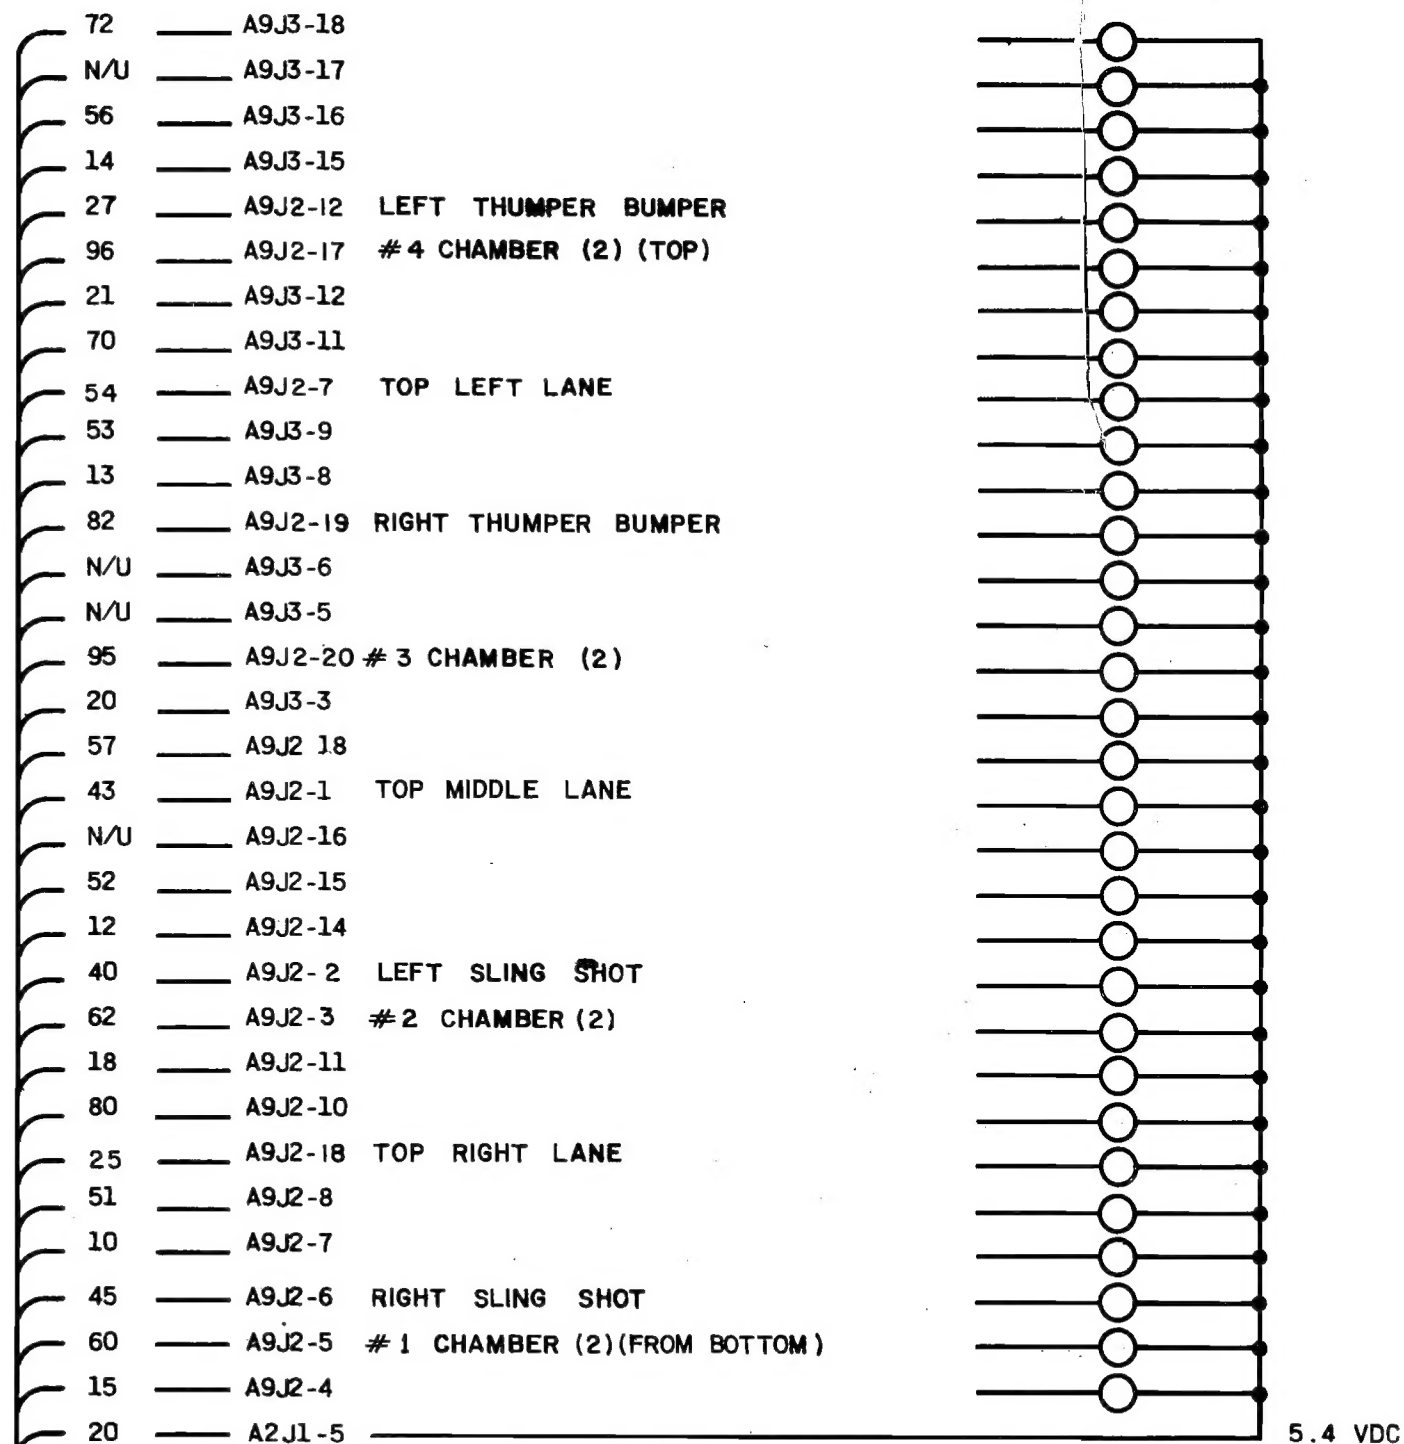 72 A9J3-18
N/U A9J3-17
56 A9J3-16
14 A9J3-15
27 A9J2-12 LEFT THUMPER BUMPER
96 A9J2-17 #4 CHAMBER (2) (TOP)
21 A9J3-12
70 A9J3-11
54 A9J2-7 TOP LEFT LANE
53 A9J3-9
13 A9J3-8
82 A9J2-19 RIGHT THUMPER BUMPER
N/U A9J3-6
N/U A9J3-5
95 A9J2-20 # 3 CHAMBER (2)
20 A9J3-3
57 A9J2 18
43 A9J2-1 TOP MIDDLE LANE
N/U A9J2-16
52 A9J2-15
12 A9J2-14
40 A9J2-2 LEFT SLING SHOT
62 A9J2-3 #2 CHAMBER (2)
18 A9J2-11
80 A9J2-10
25 A9J2-18 TOP RIGHT LANE
51 A9J2-8
10 A9J2-7
45 A9J2-6 RIGHT SLING SHOT
60 A9J2-5 #1 CHAMBER (2)(FROM BOTTOM)
15 A9J2-4
20 A2J1-5 5.4 VDC